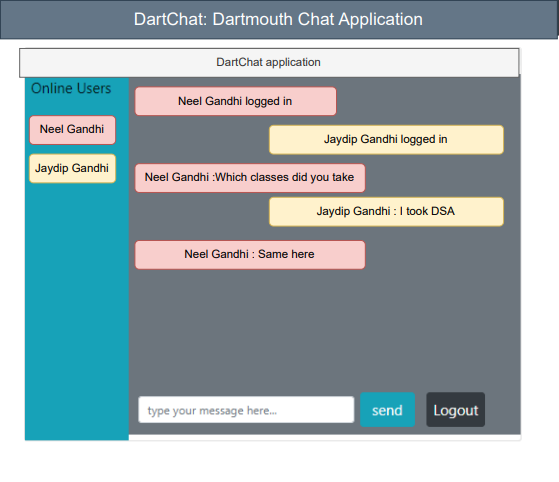 DartChat: Dartmouth Chat Application
DartChat application
Online Users
Neel Gandhi
Jaydip Gandhi
Neel Gandhi logged in
Jaydip Gandhi logged in
Neel Gandhi :Which classes did you take
Jaydip Gandhi : I took DSA
Neel Gandhi : Same here
type your message here...
send
Logout